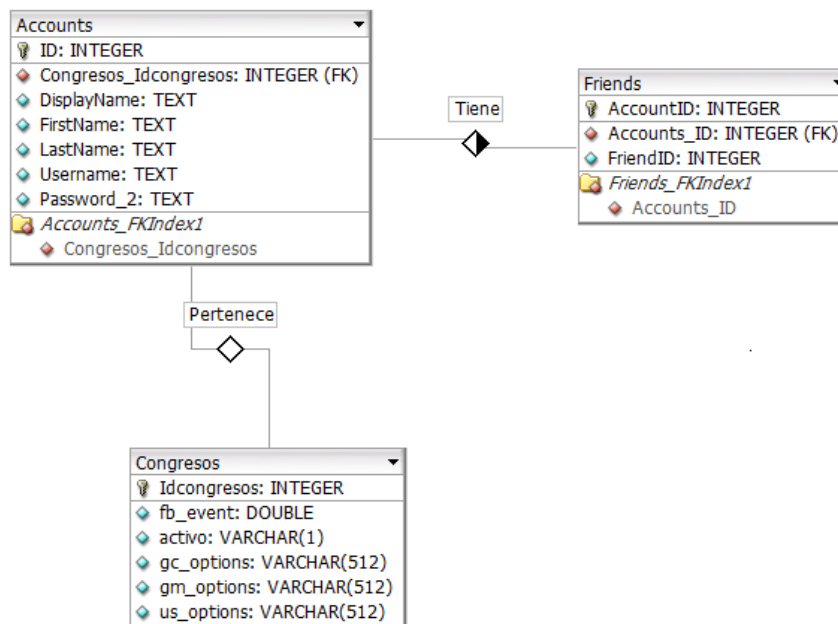 Accounts
ID: INTEGER
Congresos_Idcongresos: INTEGER (FK)
DisplayName: TEXT
FirstName: TEXT
LastName: TEXT
Username: TEXT
Password_2: TEXT
Accounts_FKIndex1
Congresos_Idcongresos
Tiene
Friends
AccountID: INTEGER
Accounts_ID: INTEGER (FK)
FriendID: INTEGER
Friends_FKIndex1
Accounts_ID
Pertenece
Congresos
Idcongresos: INTEGER
fb_event: DOUBLE
activo: VARCHAR(1)
gc_options: VARCHAR(512)
gm_options: VARCHAR(512)
us_options: VARCHAR(512)